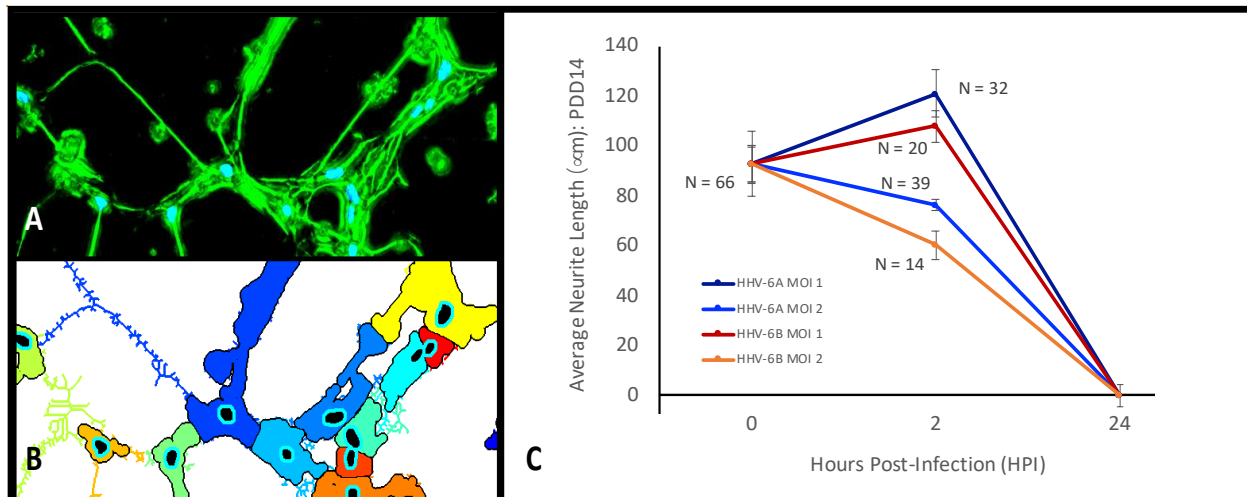 A
B
C
Average Neurite Length (∝m): PDD14
140
120
100
80
60
40
20
0
N = 32
N = 20
N = 66
N = 39
N = 14
HHV-6A MOI 1
HHV-6A MOI 2
HHV-6B MOI 1
HHV-6B MOI 2
0 2 24
Hours Post-Infection (HPI)